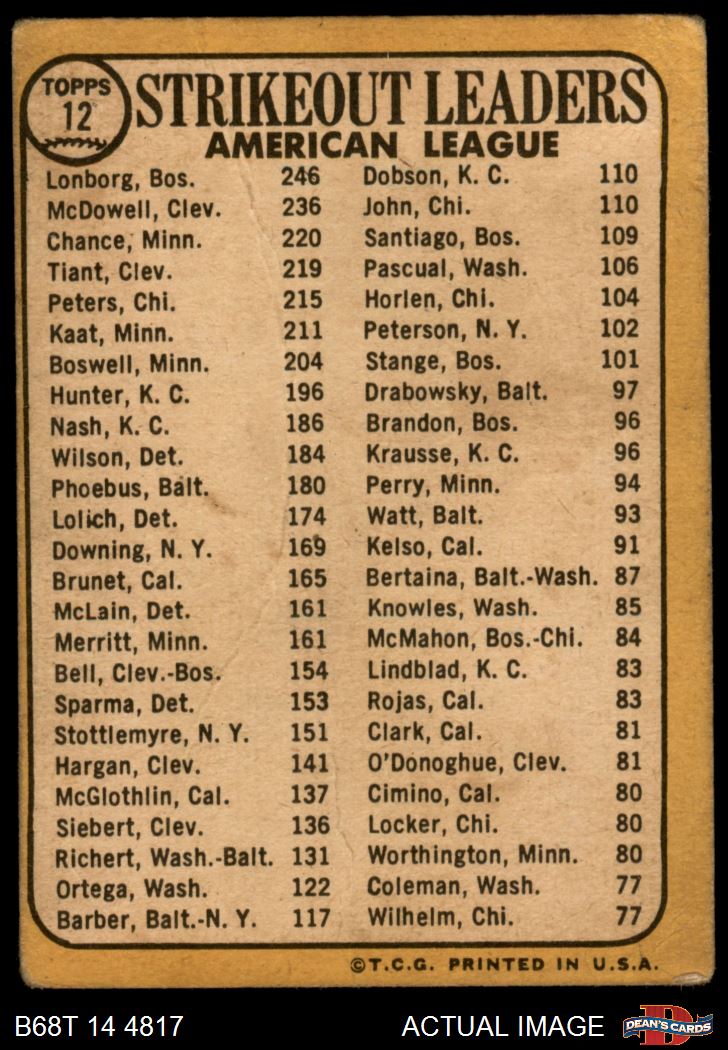 TOPPS
12
STRIKEOUT LEADERS
AMERICAN LEAGUE
Lonborg, Bos. 246
McDowell, Clev. 236
Chance, Minn. 220
Tiant, Clev. 219
Peters, Chi. 215
Kaat, Minn. 211
Boswell, Minn. 204
Hunter, K. C. 196
Nash, K. C. 186
Wilson, Det. 184
Phoebus, Balt. 180
Lolich, Det. 174
Downing, N. Y. 169
Brunet, Cal. 165
McLain, Det. 161
Merritt, Minn. 161
Bell, Clev.-Bos. 154
Sparma, Det. 153
Stottlemyre, N. Y. 151
Hargan, Clev. 141
McGlothlin, Cal. 137
Siebert, Clev. 136
Richert, Wash.-Balt. 131
Ortega, Wash. 122
Barber, Balt.-N. Y. 117
Dobson, K. C. 110
John, Chi. 110
Santiago, Bos. 109
Pascual, Wash. 106
Horlen, Chi. 104
Peterson, N. Y. 102
Stange, Bos. 101
Drabowsky, Balt. 97
Brandon, Bos. 96
Krausse, K. C. 96
Perry, Minn. 94
Watt, Balt. 93
Kelso, Cal. 91
Bertaina, Balt.-Wash. 87
Knowles, Wash. 85
McMahon, Bos.-Chi. 84
Lindblad, K. C. 83
Rojas, Cal. 83
Clark, Cal. 81
O'Donoghue, Clev. 81
Cimino, Cal. 80
Locker, Chi. 80
Worthington, Minn. 80
Coleman, Wash. 77
Wilhelm, Chi. 77
©T.C.G. PRINTED IN U.S.A.
B68T 14 4817
ACTUAL IMAGE
D
DEAN'S CARDS